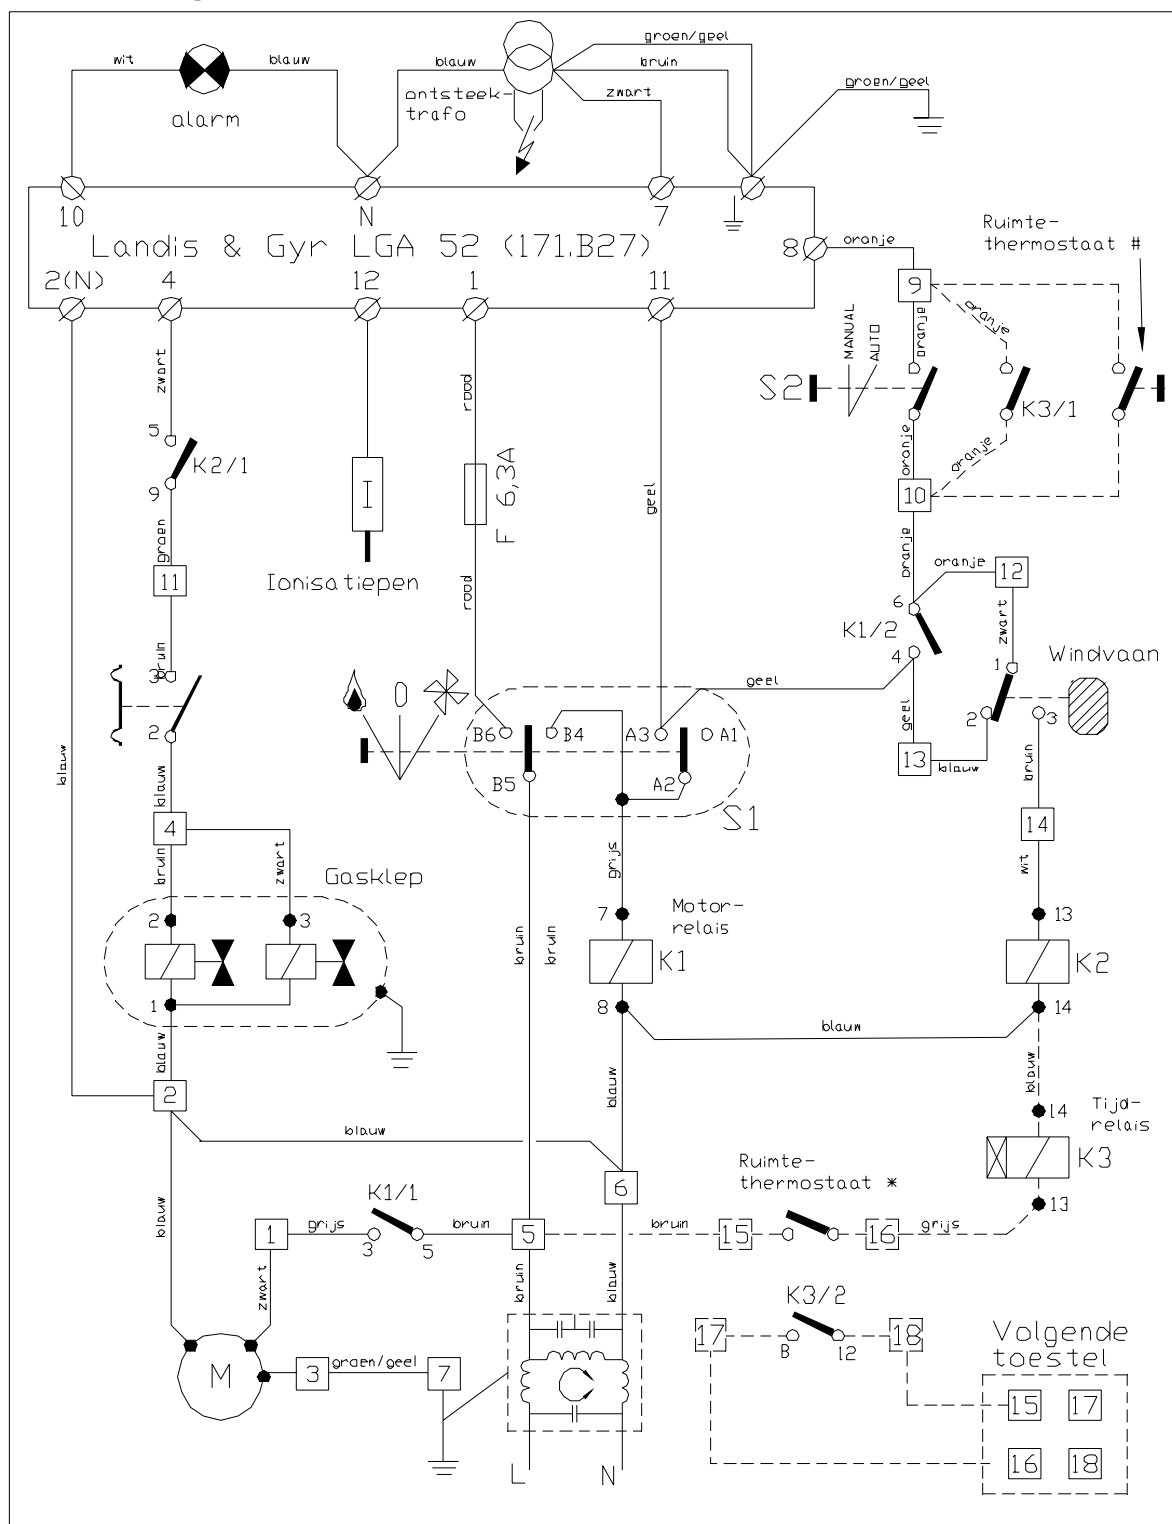 groen/geel
wit
blauw
blauw
bruin
groen/geel
ontsteek-
trafo
zwart
alarm
10
N
7
Landis & Gyr LGA 52 (171.B27)
8
oranje
Ruimte-
thermostaat #
2(N)
4
12
1
11
9
zwart
rood
geel
MANUAL
AUTO
S2
oranje
oranje
K3/1
5
K2/1
9
I
F 6,3A
oranje
oranje
10
groen
11
Ionisatiepen
rood
oranje
oranje
12
6
K1/2
4
zwart
1
Windvaan
bruin
3
2
0
geel
B6
B4
A3
A1
B5
A2
S1
geel
2
3
13
blauw
bruin
blauw
blauw
4
bruin
zwart
Gasklep
grijs
14
wit
2
3
7
Motor-
relais
13
bruin
bruin
K1
K2
1
8
14
blauw
blauw
blauw
blauw
2
14
Tijd-
relais
blauw
K3
13
Ruimte-
thermostaat *
6
K1/1
blauw
1
grijs
3
5
bruin
5
bruin
15
16
grijs
zwart
bruin
blauw
K3/2
17
B
12
18
Volgende
toestel
M
3
groen/geel
7
15
17
16
18
L
N